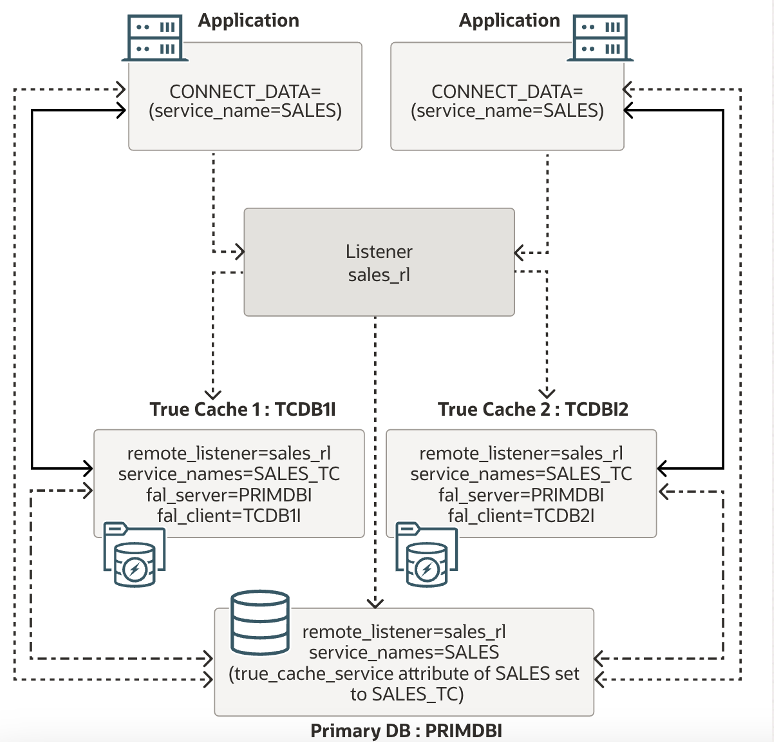 Application
Application
CONNECT_DATA=
(service_name=SALES)
CONNECT_DATA=
(service_name=SALES)
Listener
sales_rl
True Cache 1 : TCDB1I
True Cache 2 : TCDBI2
remote_listener=sales_rl
service_names=SALES_TC
fal_server=PRIMDBI
fal_client=TCDB1I
remote_listener=sales_rl
service_names=SALES_TC
fal_server=PRIMDBI
fal_client=TCDB2I
remote_listener=sales_rl
service_names=SALES
(true_cache_service attribute of SALES set
to SALES_TC)
Primary DB : PRIMDBI